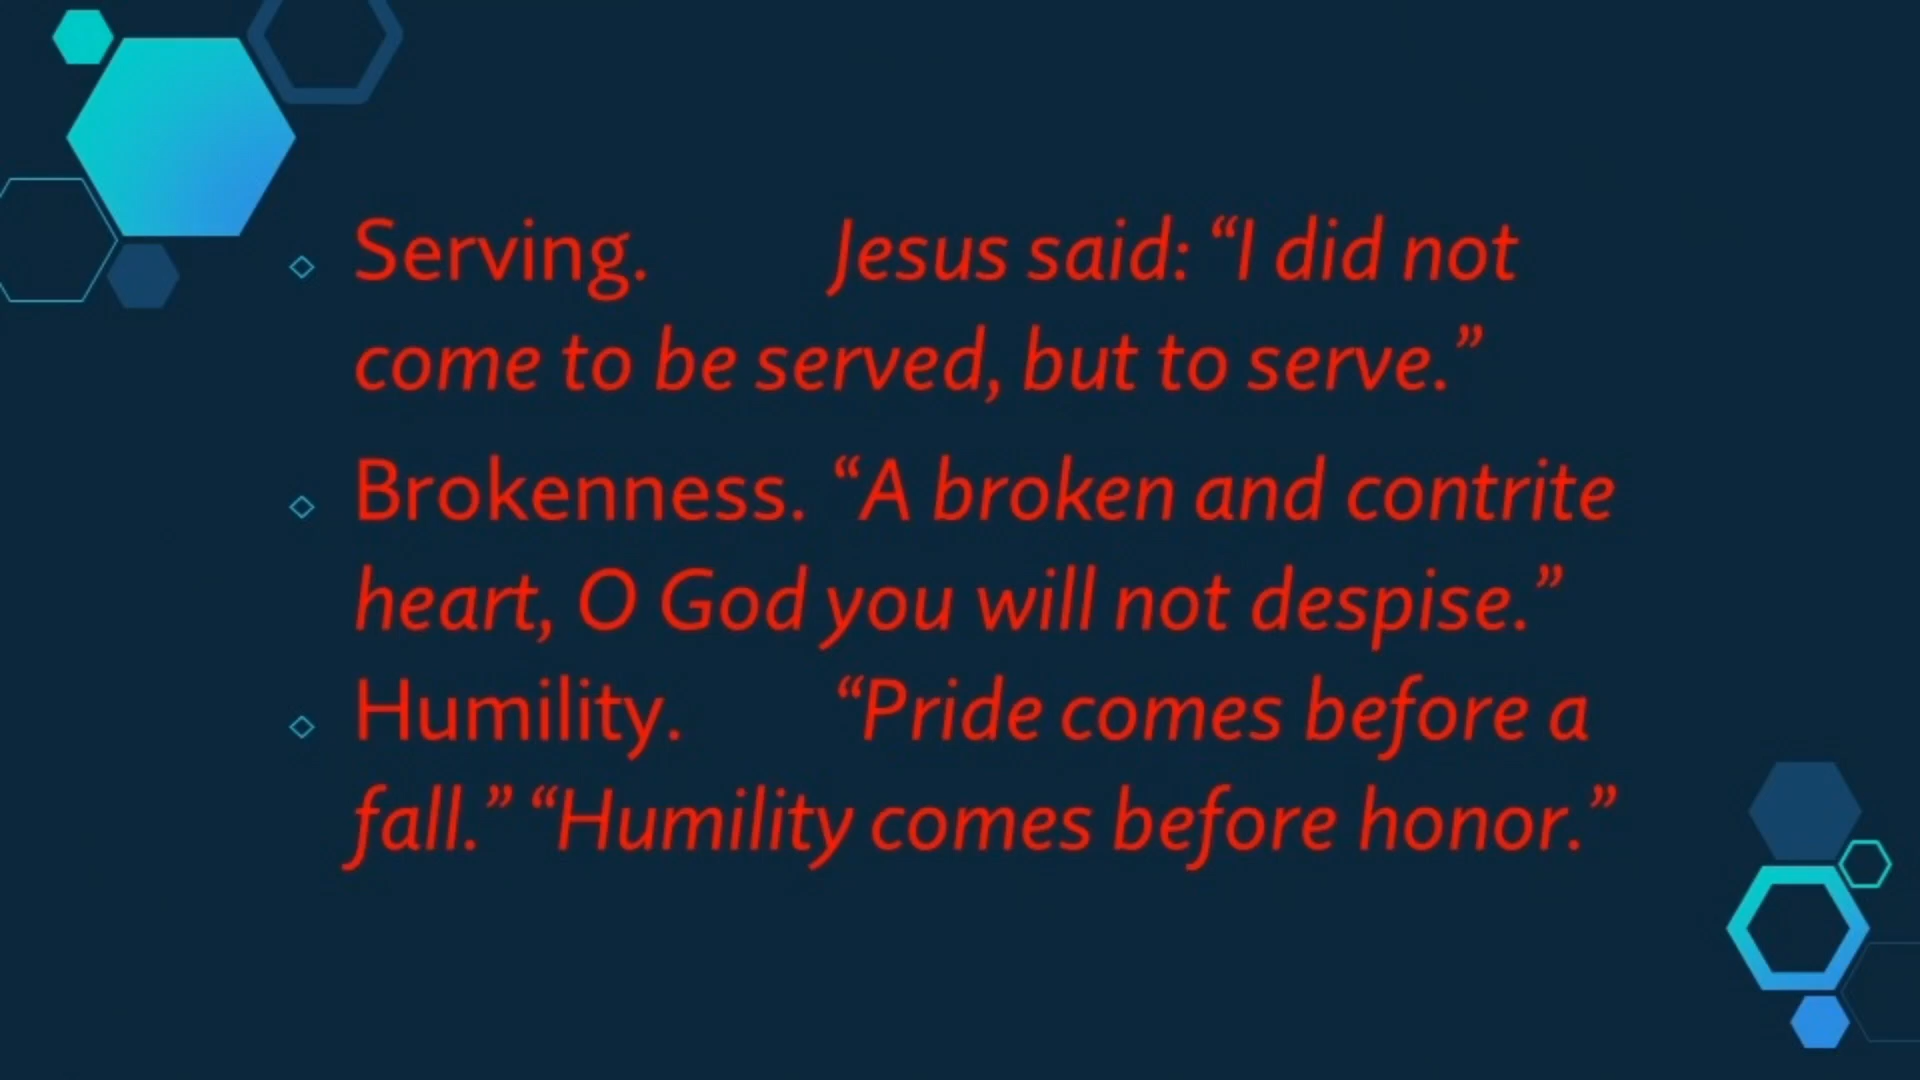 Serving. Jesus said: “I did not
come to be served, but to serve.”
Brokenness. “A broken and contrite
heart, O God you will not despise.”
Humility. “Pride comes before a
fall.” “Humility comes before honor.”